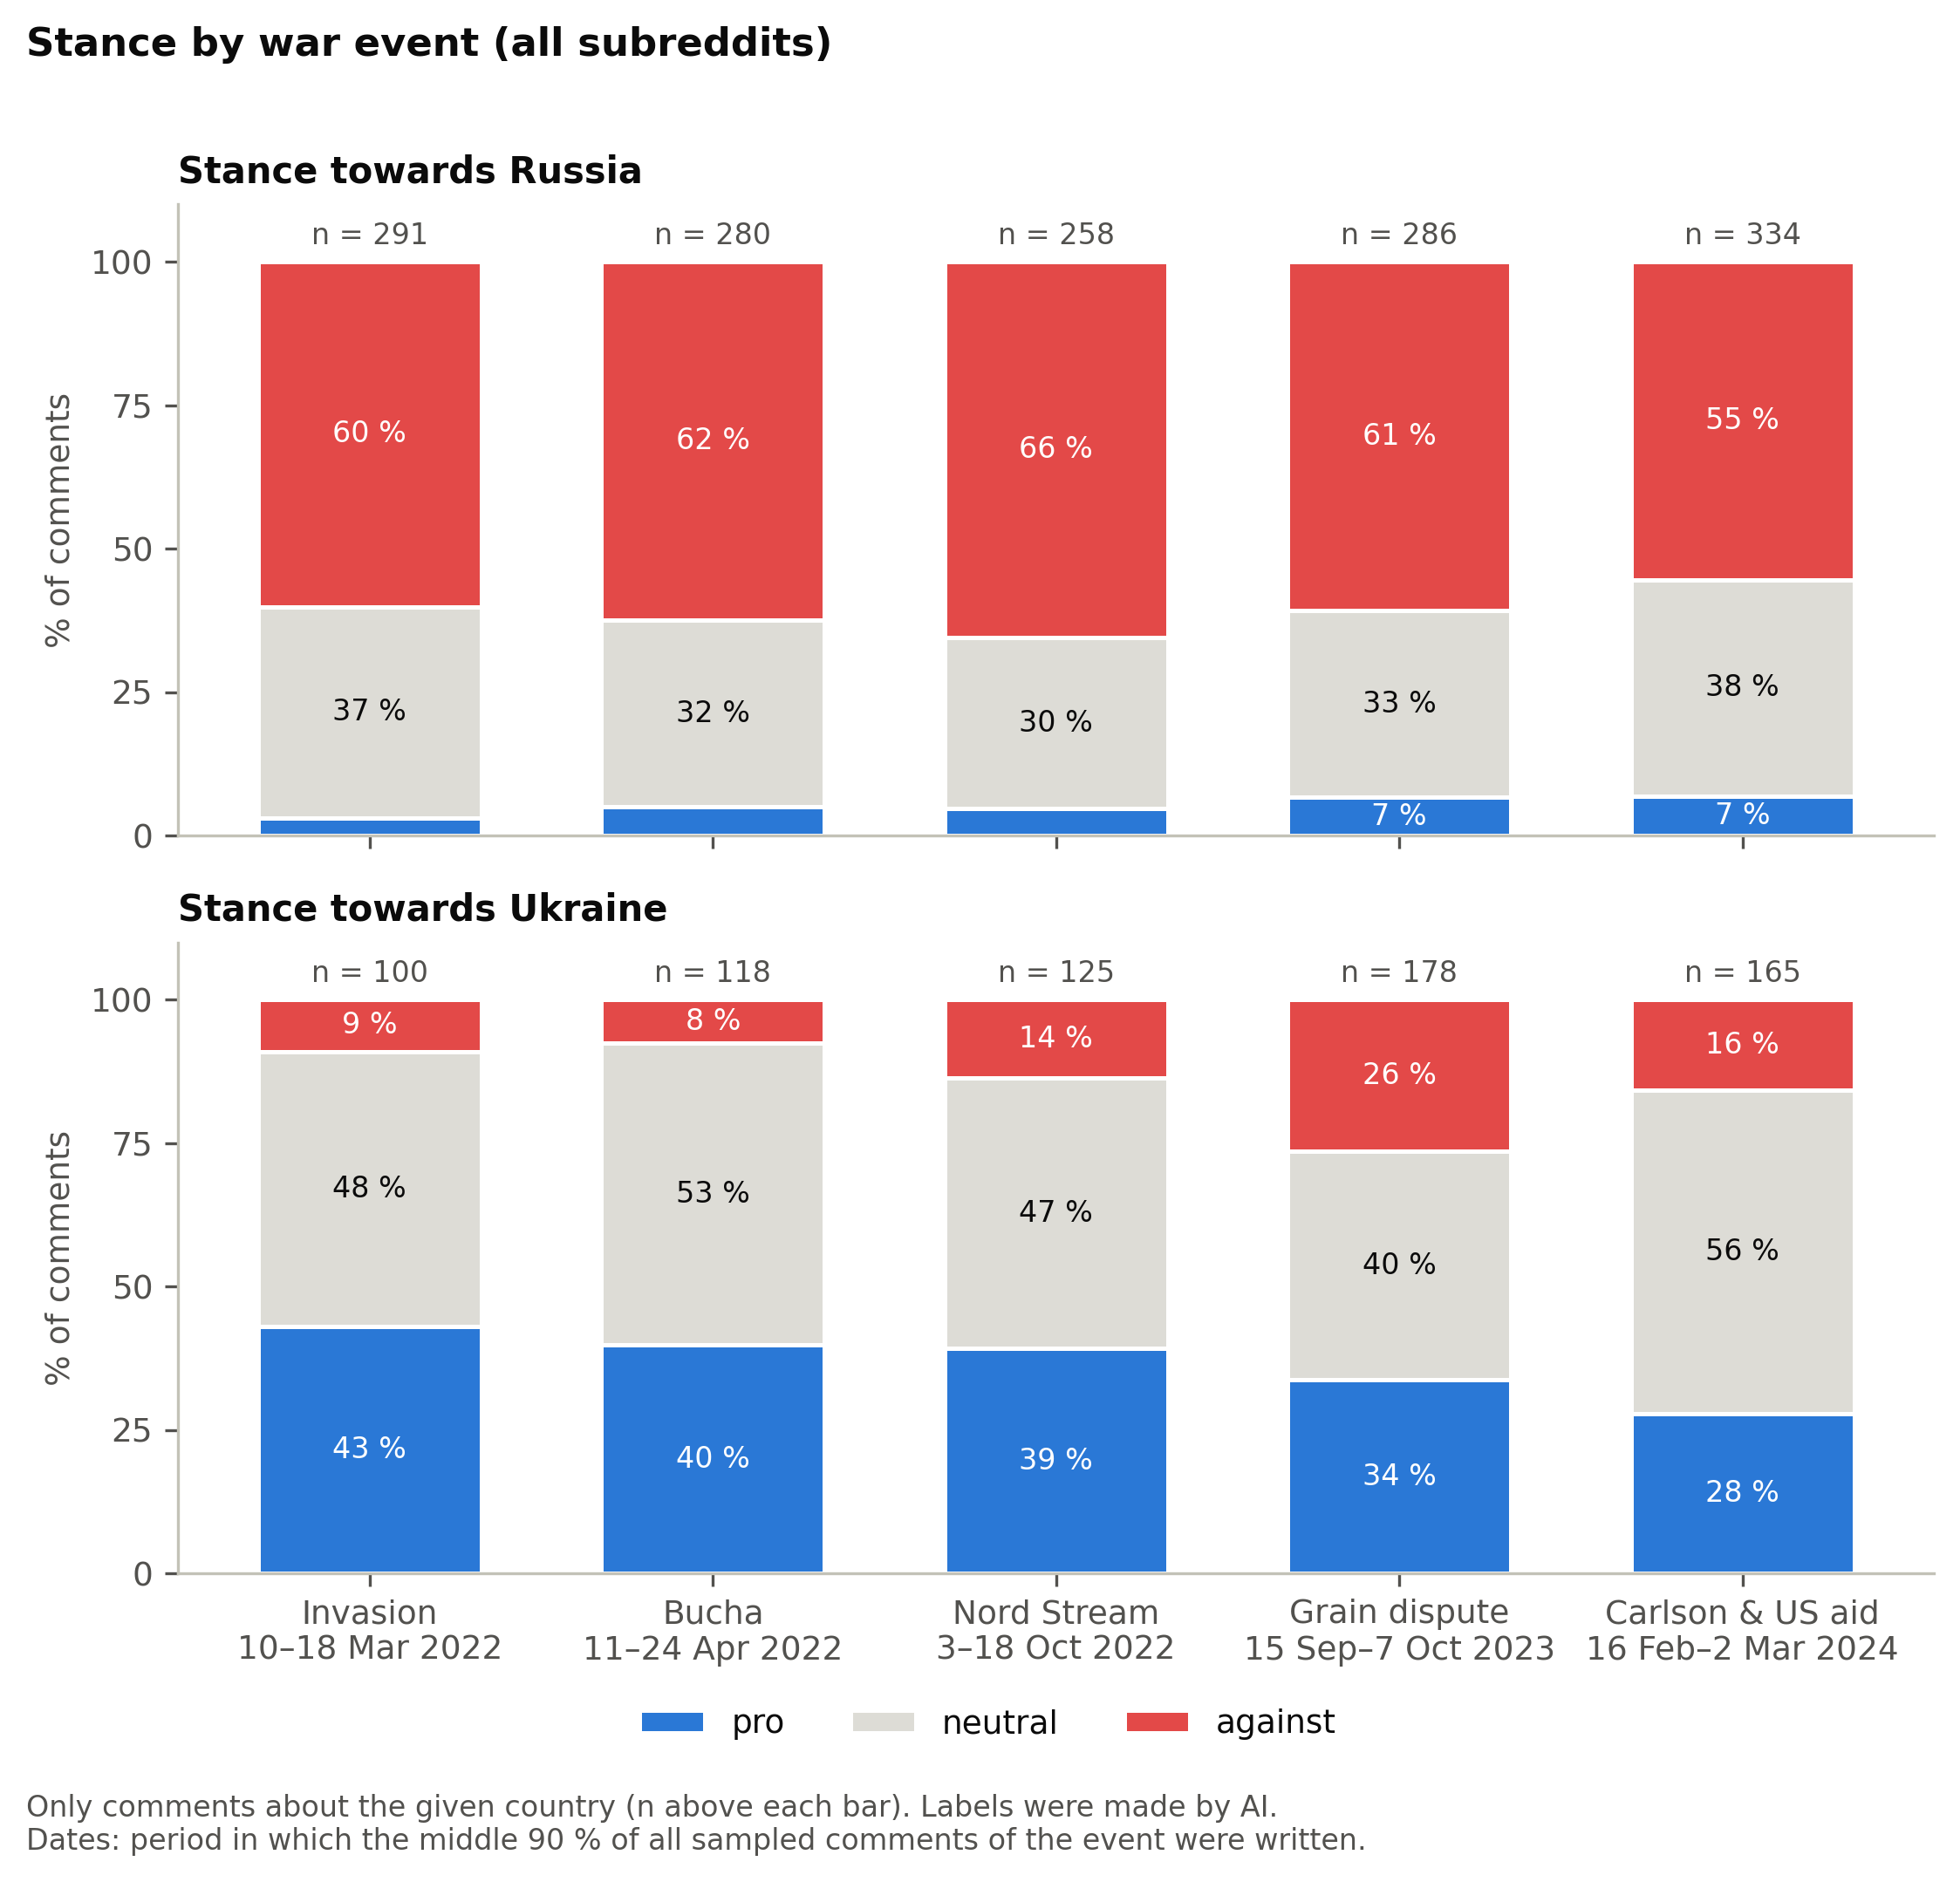 Stance by war event (all subreddits)
Stance towards Russia
n = 291 n = 280 n = 258 n = 286 n = 334
100
75
50
25
0
% of comments
60 % 62 % 66 % 61 % 55 %
37 % 32 % 30 % 33 % 38 %
7 % 7 %
Stance towards Ukraine
n = 100 n = 118 n = 125 n = 178 n = 165
100
75
50
25
0
% of comments
9 % 8 % 14 % 26 % 16 %
48 % 53 % 47 % 40 % 56 %
43 % 40 % 39 % 34 % 28 %
Invasion Bucha Nord Stream Grain dispute Carlson & US aid
10–18 Mar 2022 11–24 Apr 2022 3–18 Oct 2022 15 Sep–7 Oct 2023 16 Feb–2 Mar 2024
pro neutral against
Only comments about the given country (n above each bar). Labels were made by AI.
Dates: period in which the middle 90 % of all sampled comments of the event were written.